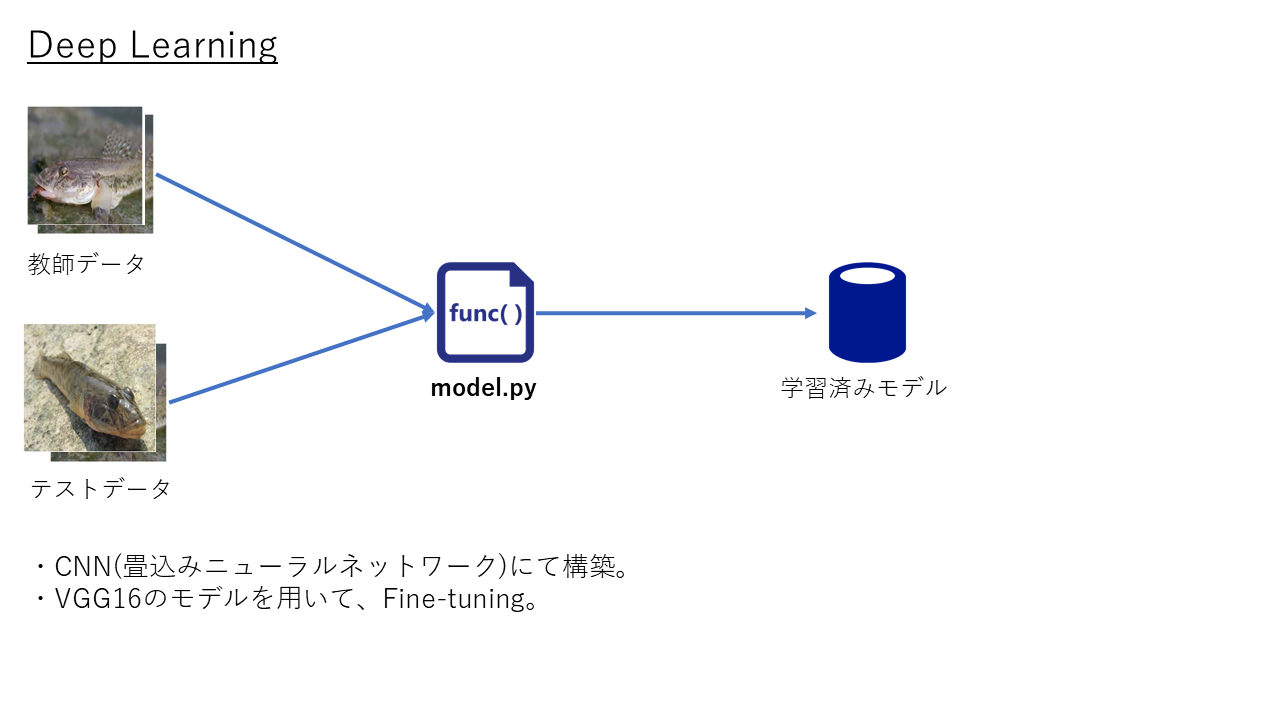 Deep Learning
教師データ
func( )
model.py
学習済みモデル
テストデータ
・CNN(畳込みニューラルネットワーク)にて構築。
・VGG16のモデルを用いて、Fine-tuning。